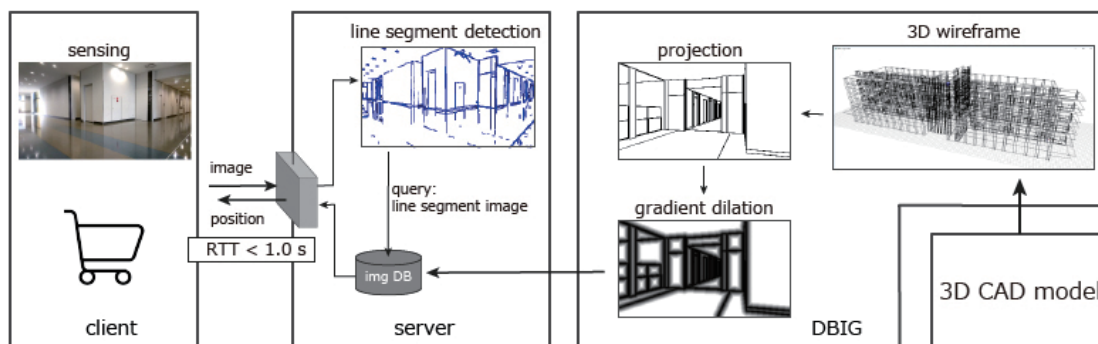 sensing
image
position
RTT < 1.0 s
client
line segment detection
query:
line segment image
img DB
server
projection
gradient dilation
3D wireframe
3D CAD model
DBIG